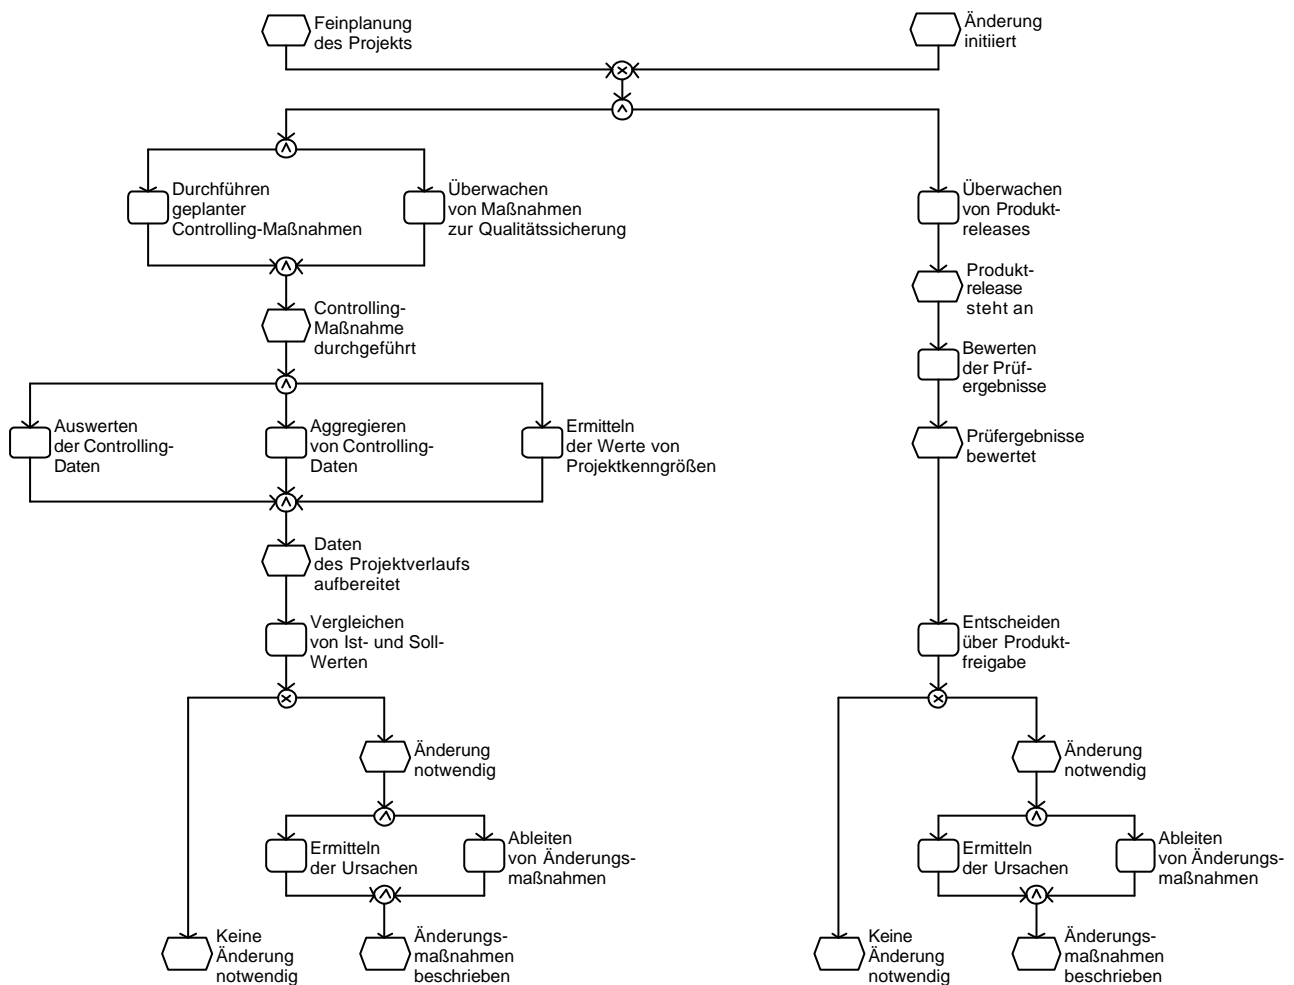 Feinplanung
des Projekts
Änderung
initiiert
Durchführen
geplanter
Controlling-Maßnahmen
Überwachen
von Maßnahmen
zur Qualitätssicherung
Überwachen
von Produkt-
releases
Controlling-
Maßnahme
durchgeführt
Produkt-
release
steht an
Bewerten
der Prüf-
ergebnisse
Auswerten
der Controlling-
Daten
Aggregieren
von Controlling-
Daten
Ermitteln
der Werte von
Projektkenngrößen
Prüfergebnisse
bewertet
Daten
des Projektverlaufs
aufbereitet
Vergleichen
von Ist- und Soll-
Werten
Entscheiden
über Produkt-
freigabe
Änderung
notwendig
Änderung
notwendig
Ermitteln
der Ursachen
Ableiten
von Änderungs-
maßnahmen
Ermitteln
der Ursachen
Ableiten
von Änderungs-
maßnahmen
Keine
Änderung
notwendig
Änderungs-
maßnahmen
beschrieben
Keine
Änderung
notwendig
Änderungs-
maßnahmen
beschrieben